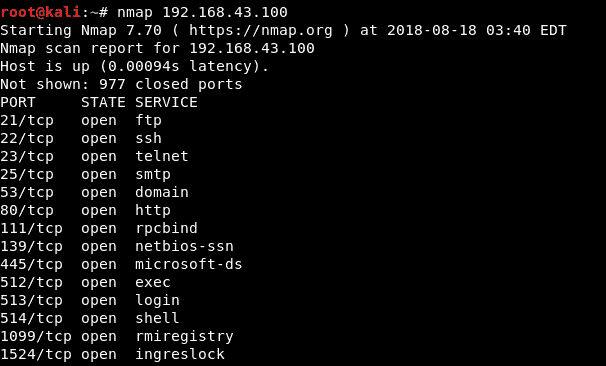 root@kali:~# nmap 192.168.43.100
Starting Nmap 7.70 ( https://nmap.org ) at 2018-08-18 03:40 EDT
Nmap scan report for 192.168.43.100
Host is up (0.00094s latency).
Not shown: 977 closed ports
PORT     STATE SERVICE
21/tcp   open  ftp
22/tcp   open  ssh
23/tcp   open  telnet
25/tcp   open  smtp
53/tcp   open  domain
80/tcp   open  http
111/tcp  open  rpcbind
139/tcp  open  netbios-ssn
445/tcp  open  microsoft-ds
512/tcp  open  exec
513/tcp  open  login
514/tcp  open  shell
1099/tcp open  rmiregistry
1524/tcp open  ingreslock